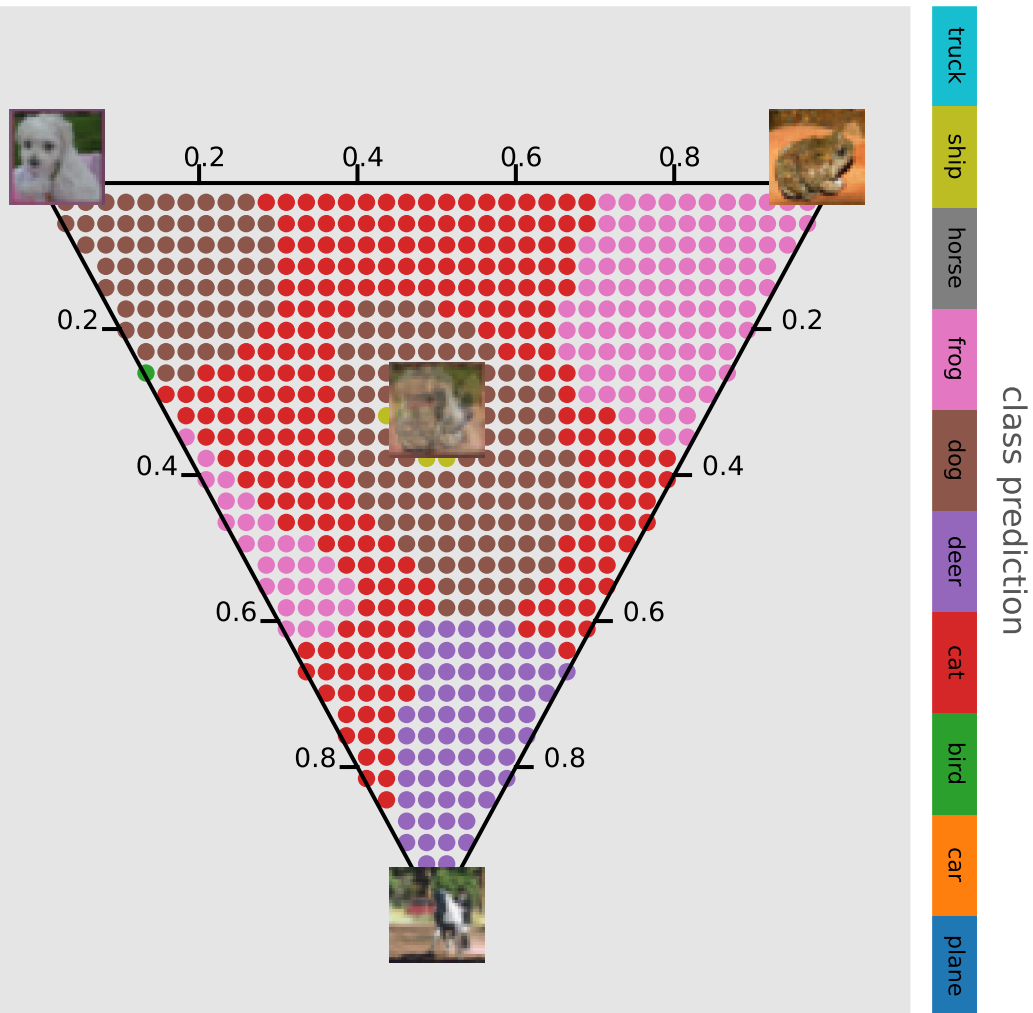 0.2 0.4 0.6 0.8
0.2 0.2
0.4 0.4
0.6 0.6
0.8 0.8
truck
ship
horse
frog
dog
deer
cat
bird
car
plane
class prediction